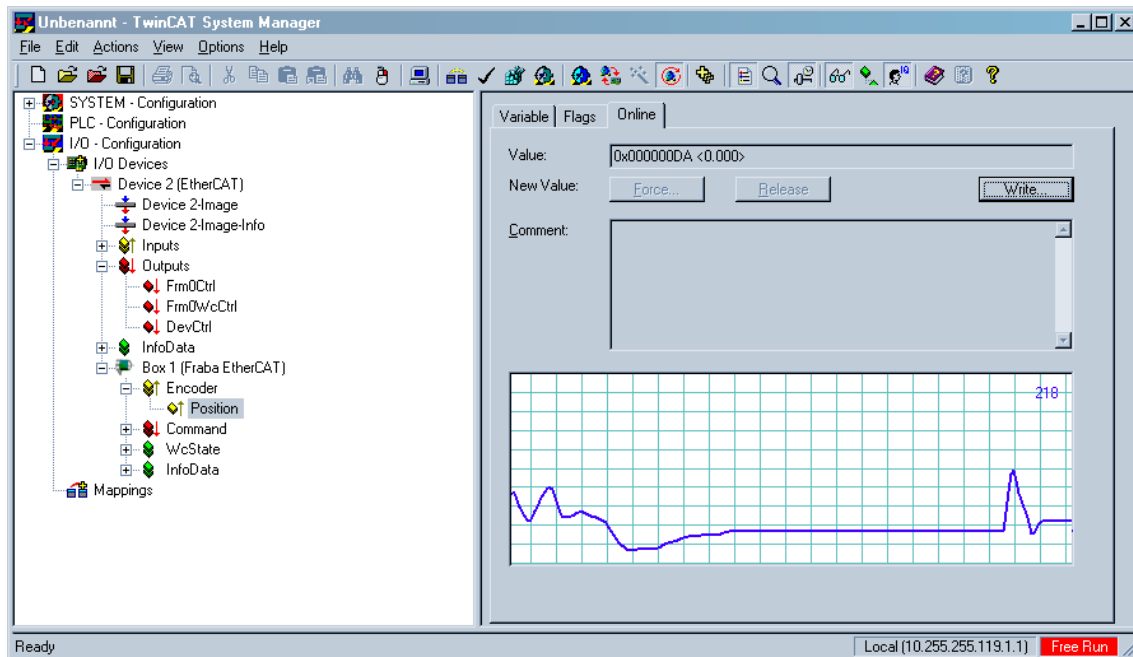 Unbenannt - TwinCAT System Manager
File Edit Actions View Options Help
SYSTEM - Configuration
PLC - Configuration
I/O - Configuration
I/O Devices
Device 2 (EtherCAT)
Device 2-Image
Device 2-Image-Info
Inputs
Outputs
Frm0Ctrl
Frm0WcCtrl
DevCtrl
InfoData
Box 1 (Fraba EtherCAT)
Encoder
Position
Command
WcState
InfoData
Mappings
Variable Flags Online
Value: 0x000000DA <0.000>
New Value: Force... Release Write...
Comment:
218
Ready Local (10.255.255.119.1.1) Free Run